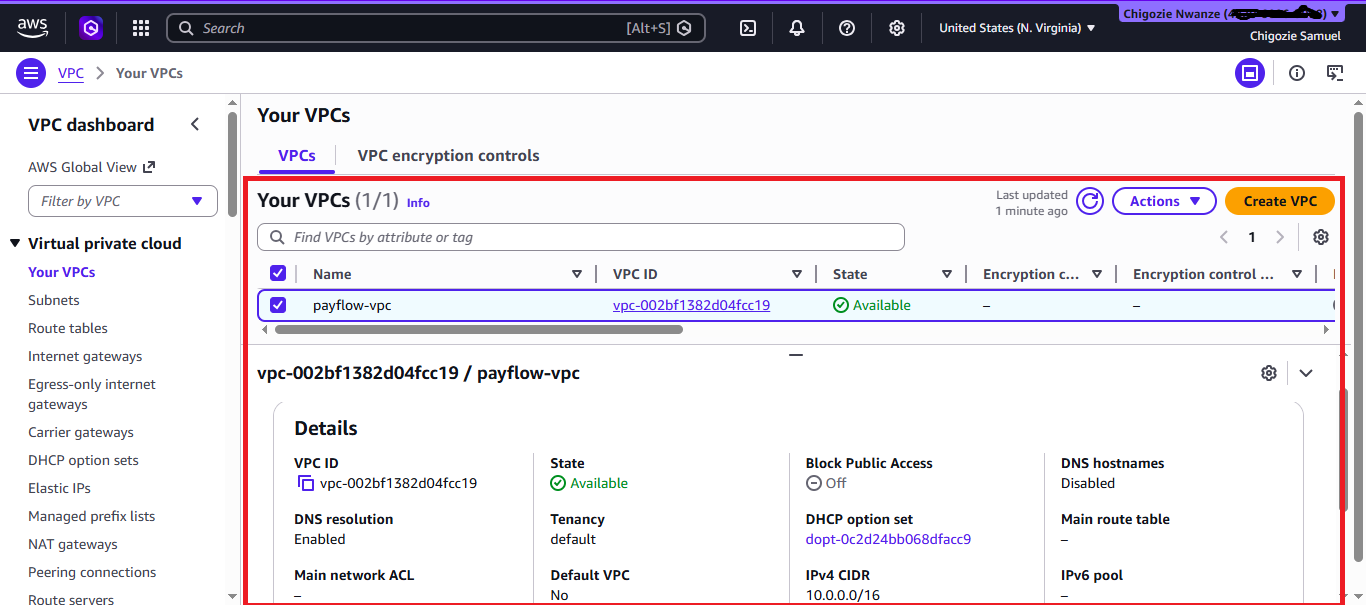 aws
Search [Alt+S]
United States (N. Virginia)
Chigozie Nwanze (4
Chigozie Samuel
VPC > Your VPCs
VPC dashboard
AWS Global View
Filter by VPC
Virtual private cloud
Your VPCs
Subnets
Route tables
Internet gateways
Egress-only internet
gateways
Carrier gateways
DHCP option sets
Elastic IPs
Managed prefix lists
NAT gateways
Peering connections
Route servers
Your VPCs
VPCs VPC encryption controls
Your VPCs (1/1) Info
Last updated
1 minute ago
Actions
Create VPC
Find VPCs by attribute or tag
1
Name VPC ID State Encryption c... Encryption control ...
payflow-vpc vpc-002bf1382d04fcc19 Available – –
vpc-002bf1382d04fcc19 / payflow-vpc
Details
VPC ID
vpc-002bf1382d04fcc19
State
Available
Block Public Access
Off
DNS hostnames
Disabled
DNS resolution
Enabled
Tenancy
default
DHCP option set
dopt-0c2d24bb068dfacc9
Main route table
–
Main network ACL
–
Default VPC
No
IPv4 CIDR
10.0.0.0/16
IPv6 pool
–